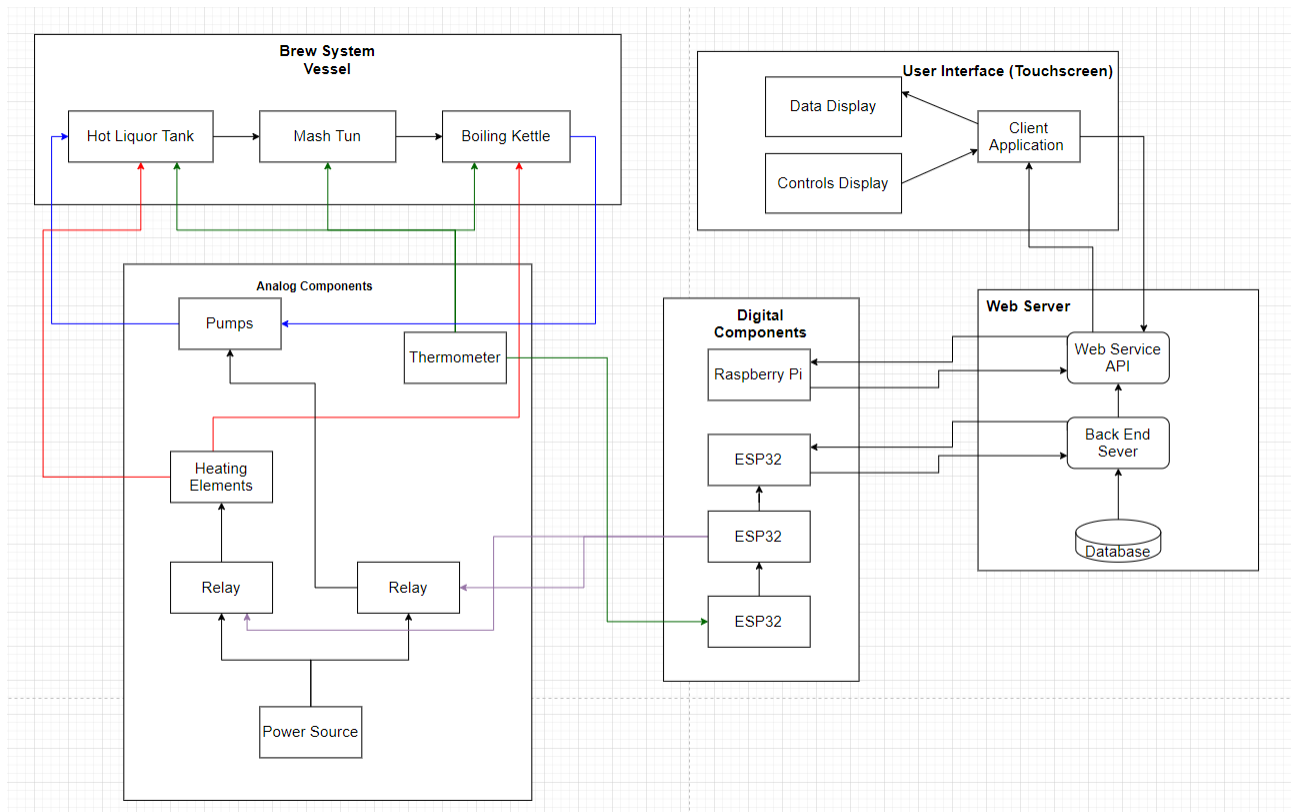 Brew System
Vessel
Hot Liquor Tank
Mash Tun
Boiling Kettle
User Interface (Touchscreen)
Data Display
Client
Application
Controls Display
Analog Components
Pumps
Thermometer
Heating
Elements
Relay
Relay
Power Source
Digital
Components
Raspberry Pi
ESP32
ESP32
ESP32
Web Server
Web Service
API
Back End
Sever
Database